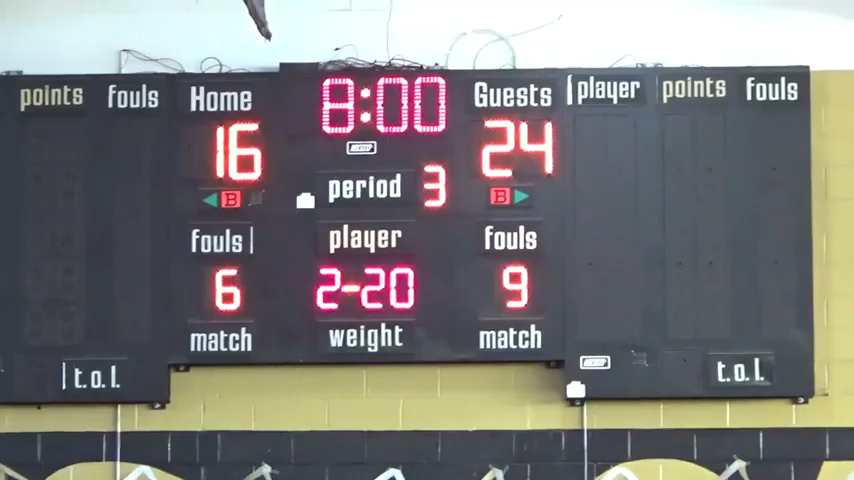 points fouls Home 8:00 Guests player points fouls
16 24
period 3
B B
fouls player fouls
6 2-20 9
match weight match
t.o.l. t.o.l.